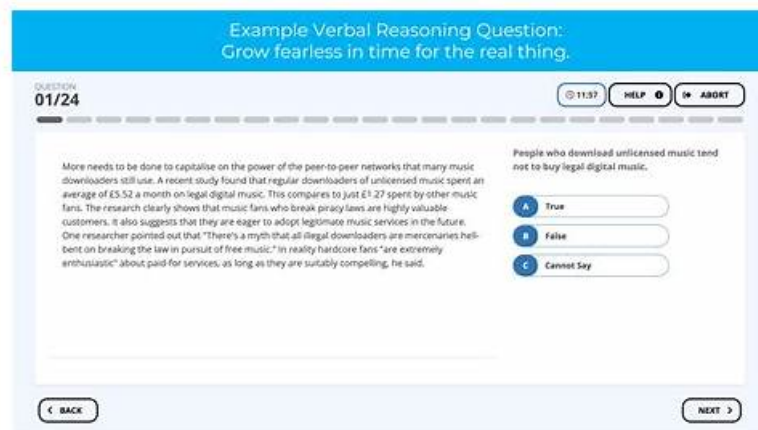 Example Verbal Reasoning Question:
Grow fearless in time for the real thing.
QUESTION
01/24
11:57
HELP
ABORT
More needs to be done to capitalise on the power of the peer-to-peer networks that many music
downloaders still use. A recent study found that regular downloaders of unlicensed music spent an
average of £5.52 a month on legal digital music. This compares to just £1.27 spent by other music
fans. The research clearly shows that music fans who break piracy laws are highly valuable
customers. It also suggests that they are eager to adopt legitimate music services in the future.
One researcher pointed out that "There's a myth that all illegal downloaders are mercenaries hell-
bent on breaking the law in pursuit of free music." In reality hardcore fans "are extremely
enthusiastic" about paid-for services, as long as they are suitably compelling, he said.
People who download unlicensed music tend
not to buy legal digital music.
A True
B False
C Cannot Say
< BACK
NEXT >